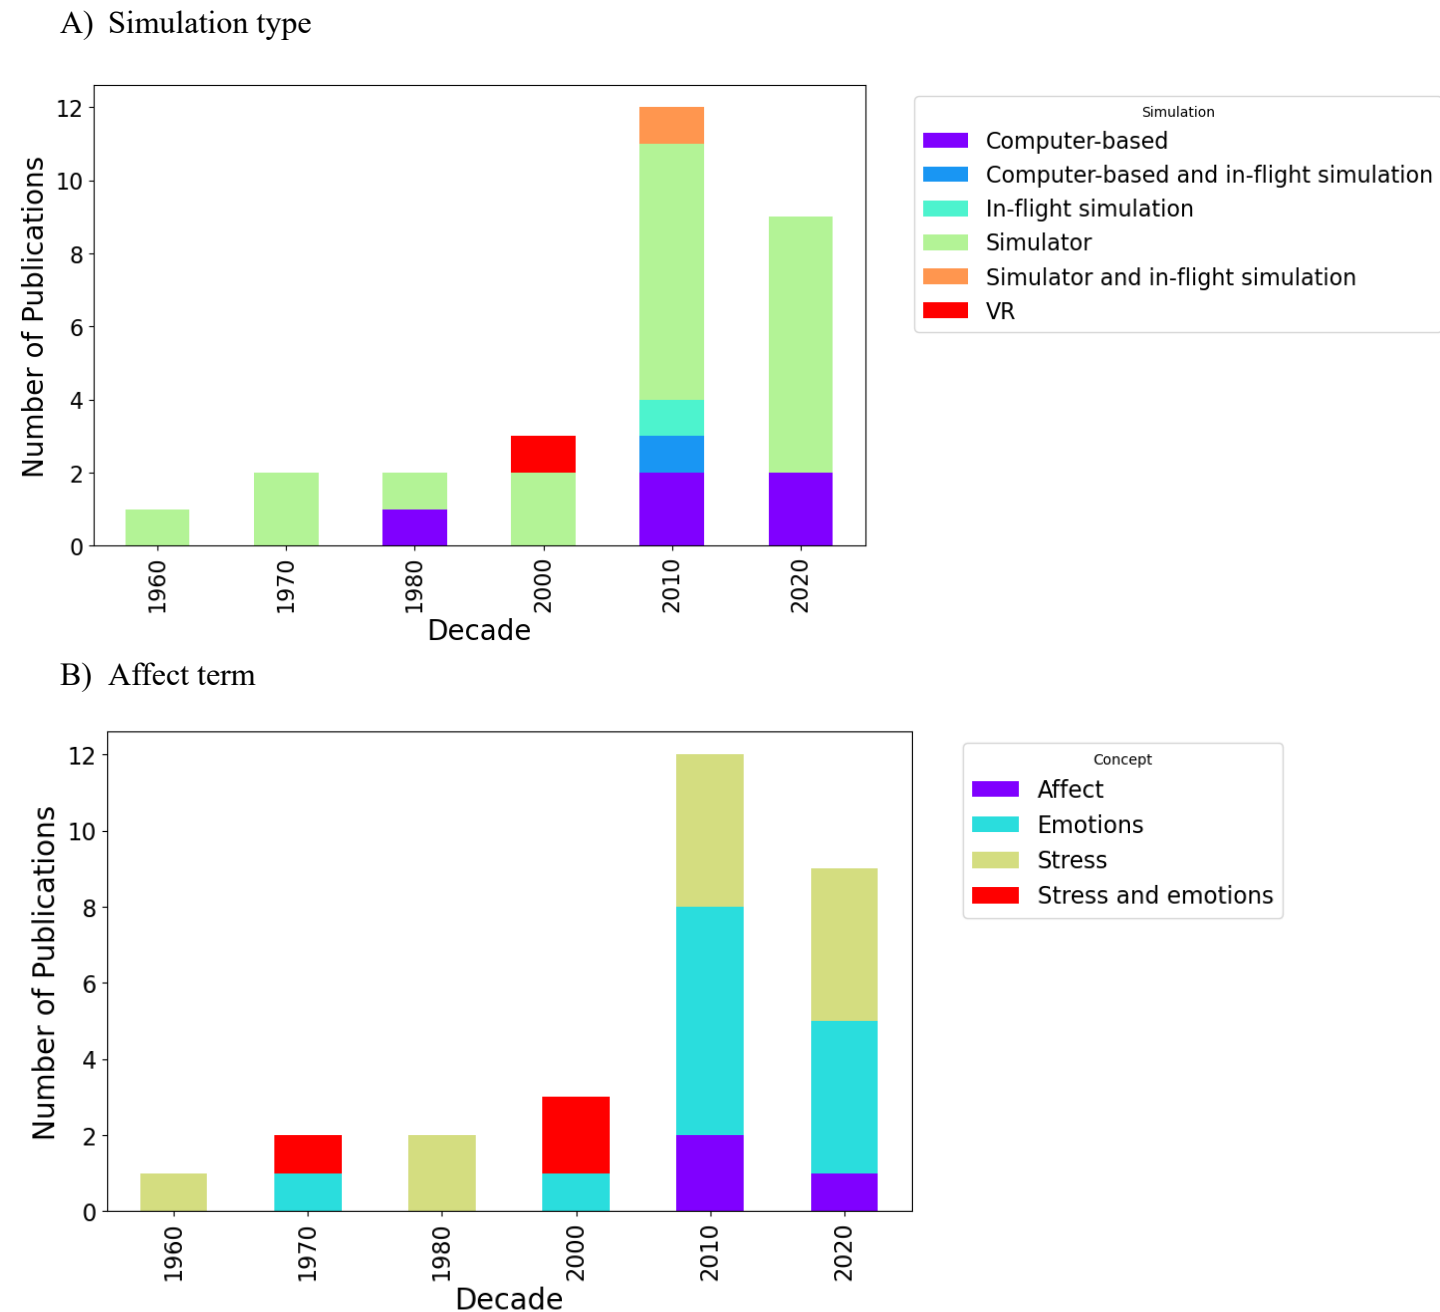 A) Simulation type
Number of Publications
12
10
8
6
4
2
0
1960
1970
1980
2000
2010
2020
Decade
Simulation
Computer-based
Computer-based and in-flight simulation
In-flight simulation
Simulator
Simulator and in-flight simulation
VR
B) Affect term
Number of Publications
12
10
8
6
4
2
0
1960
1970
1980
2000
2010
2020
Decade
Concept
Affect
Emotions
Stress
Stress and emotions